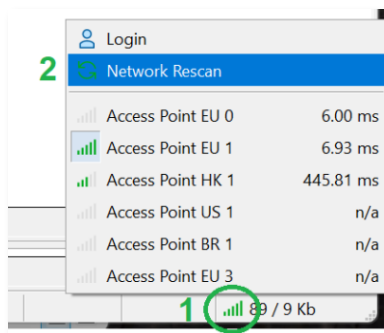 Login
2 Network Rescan
Access Point EU 0 6.00 ms
Access Point EU 1 6.93 ms
Access Point HK 1 445.81 ms
Access Point US 1 n/a
Access Point BR 1 n/a
Access Point EU 3 n/a
1 89 / 9 Kb